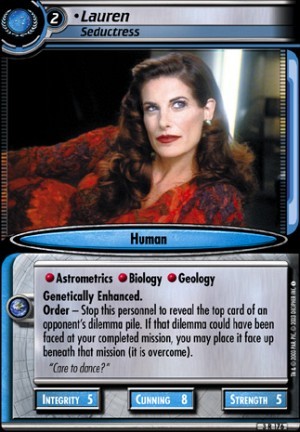 2
• Lauren
Seductress
Human
• Astrometrics • Biology • Geology
Genetically Enhanced.
Order – Stop this personnel to reveal the top card of an
opponent's dilemma pile. If that dilemma could have been
faced at your completed mission, you may place it face up
beneath that mission (it is overcome).
"Care to dance?"
INTEGRITY 5 CUNNING 8 STRENGTH 5
3 R 176